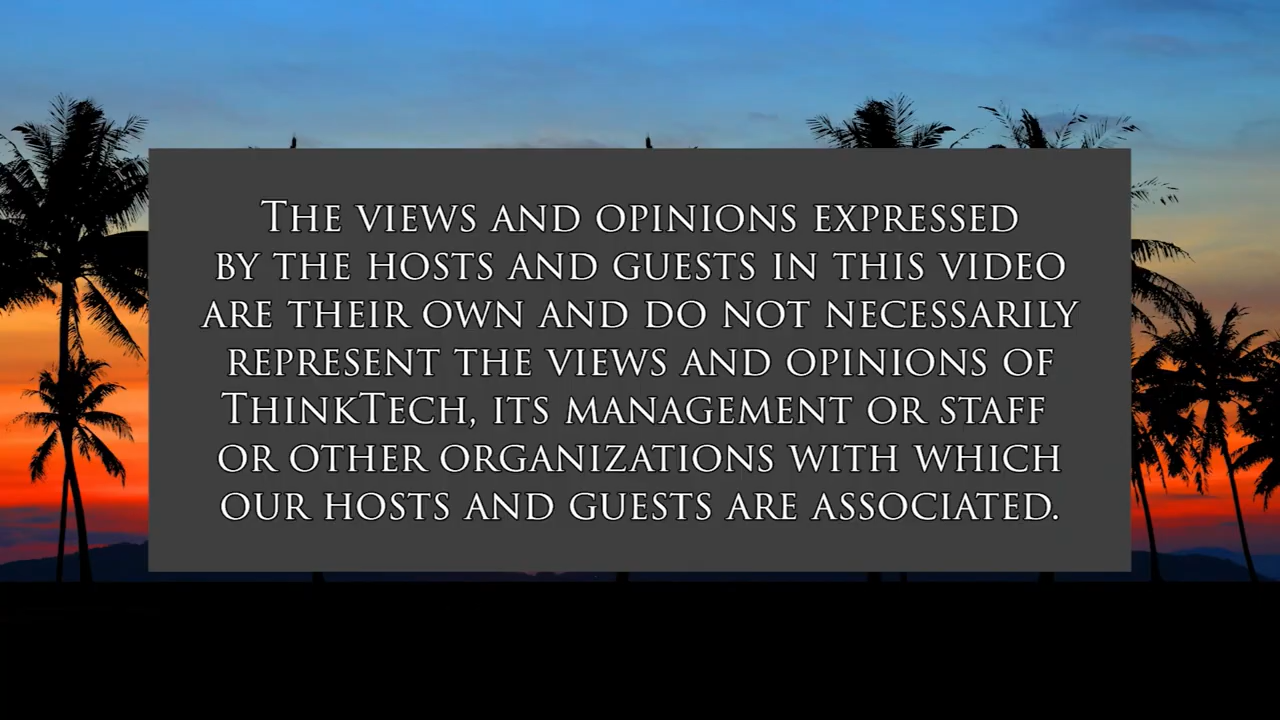 The views and opinions expressed
by the hosts and guests in this video
are their own and do not necessarily
represent the views and opinions of
ThinkTech, its management or staff
or other organizations with which
our hosts and guests are associated.